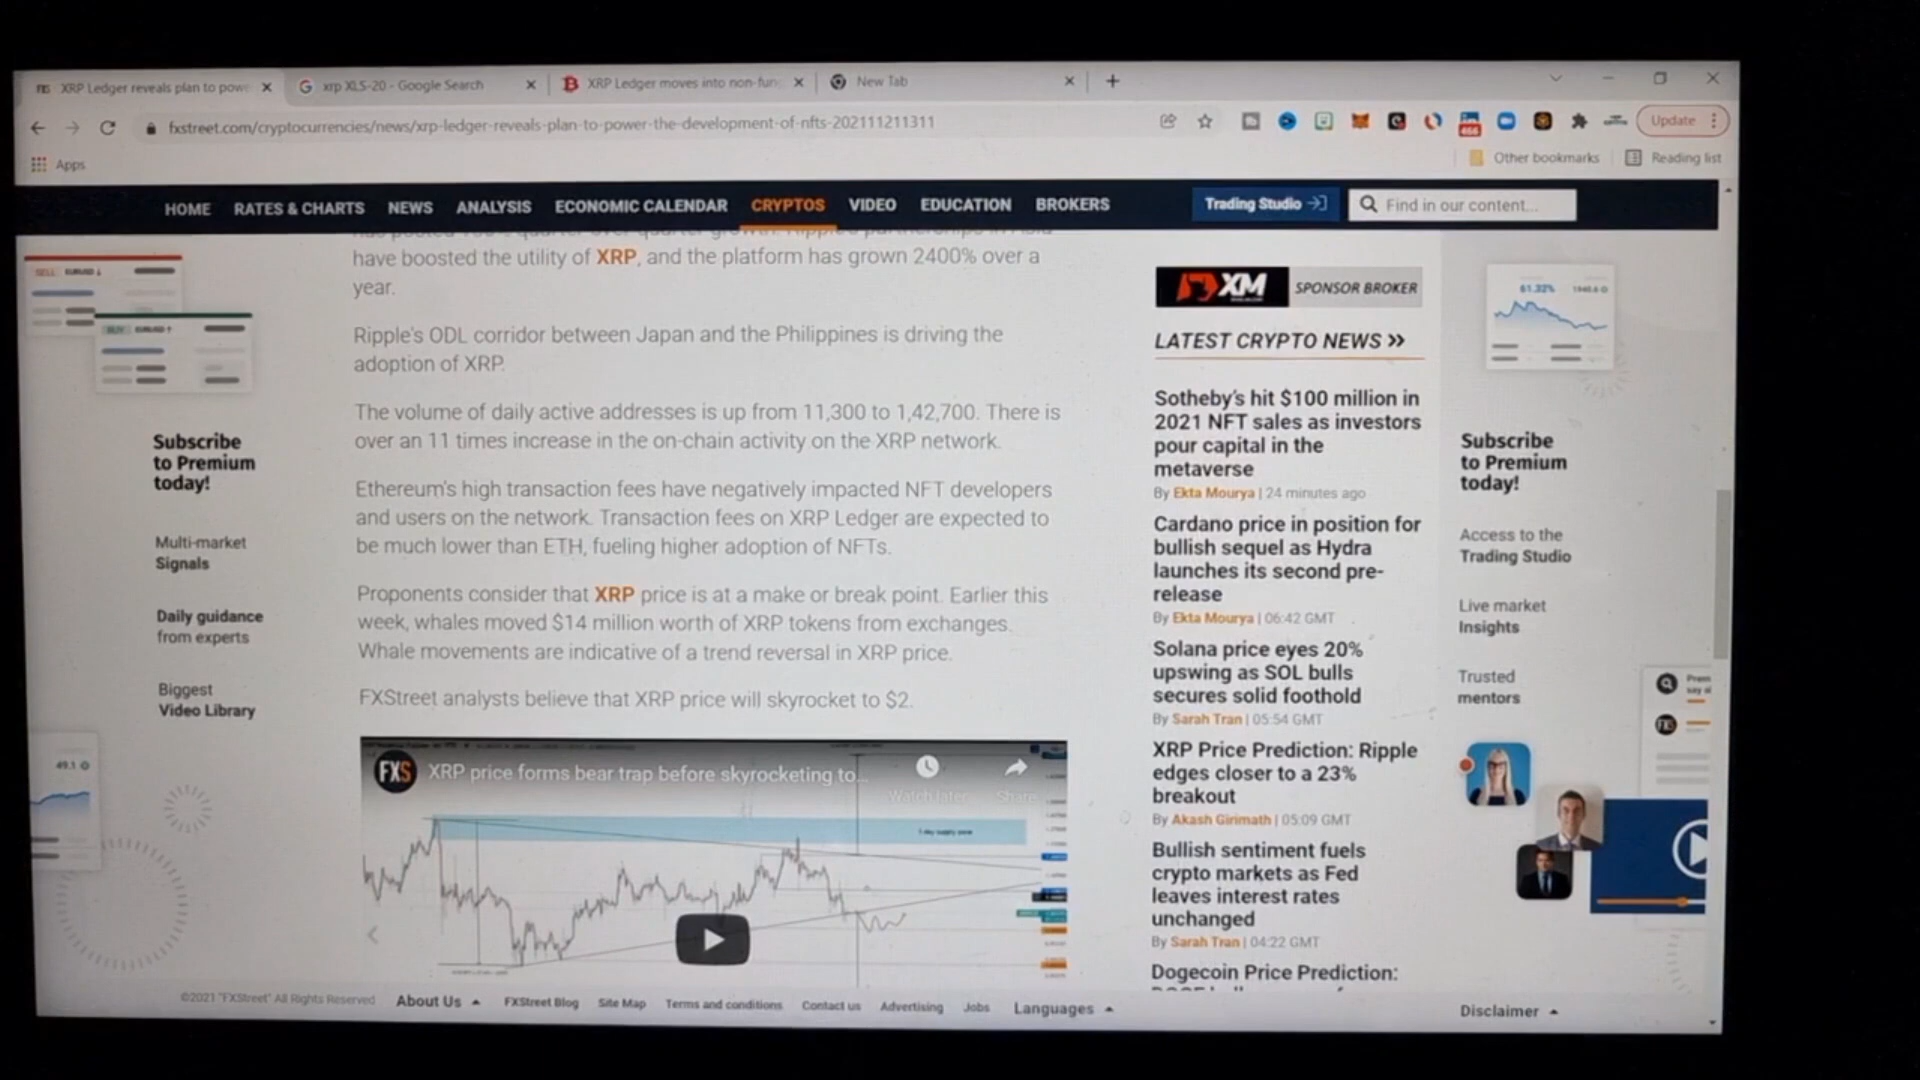 XRP Ledger reveals plan to powe
xrp XLS-20 - Google Search
XRP Ledger moves into non-fun
New Tab
fxstreet.com/cryptocurrencies/news/xrp-ledger-reveals-plan-to-power-the-development-of-nfts-202111211311
466
Update
Apps
Other bookmarks
Reading list
HOME RATES & CHARTS NEWS ANALYSIS ECONOMIC CALENDAR CRYPTOS VIDEO EDUCATION BROKERS
Trading Studio
Find in our content...
have boosted the utility of XRP, and the platform has grown 2400% over a
year.
Ripple's ODL corridor between Japan and the Philippines is driving the
adoption of XRP.
The volume of daily active addresses is up from 11,300 to 1,42,700. There is
over an 11 times increase in the on-chain activity on the XRP network.
Ethereum's high transaction fees have negatively impacted NFT developers
and users on the network. Transaction fees on XRP Ledger are expected to
be much lower than ETH, fueling higher adoption of NFTs.
Proponents consider that XRP price is at a make or break point. Earlier this
week, whales moved $14 million worth of XRP tokens from exchanges.
Whale movements are indicative of a trend reversal in XRP price.
FXStreet analysts believe that XRP price will skyrocket to $2.
FXS XRP price forms bear trap before skyrocketing to...
Watch later
Share
SELL EURUSD
BUY EURUSD
Subscribe
to Premium
today!
Multi-market
Signals
Daily guidance
from experts
Biggest
Video Library
49.1
XM SPONSOR BROKER
LATEST CRYPTO NEWS >>
Sotheby's hit $100 million in
2021 NFT sales as investors
pour capital in the
metaverse
By Ekta Mourya | 24 minutes ago
Cardano price in position for
bullish sequel as Hydra
launches its second pre-
release
By Ekta Mourya | 06:42 GMT
Solana price eyes 20%
upswing as SOL bulls
secures solid foothold
By Sarah Tran | 05:54 GMT
XRP Price Prediction: Ripple
edges closer to a 23%
breakout
By Akash Girimath | 05:09 GMT
Bullish sentiment fuels
crypto markets as Fed
leaves interest rates
unchanged
By Sarah Tran | 04:22 GMT
Dogecoin Price Prediction:
61.32%
Subscribe
to Premium
today!
Access to the
Trading Studio
Live market
Insights
Trusted
mentors
©2021 "FXStreet" All Rights Reserved
About Us
FXStreet Blog
Site Map
Terms and conditions
Contact us
Advertising
Jobs
Languages
Disclaimer